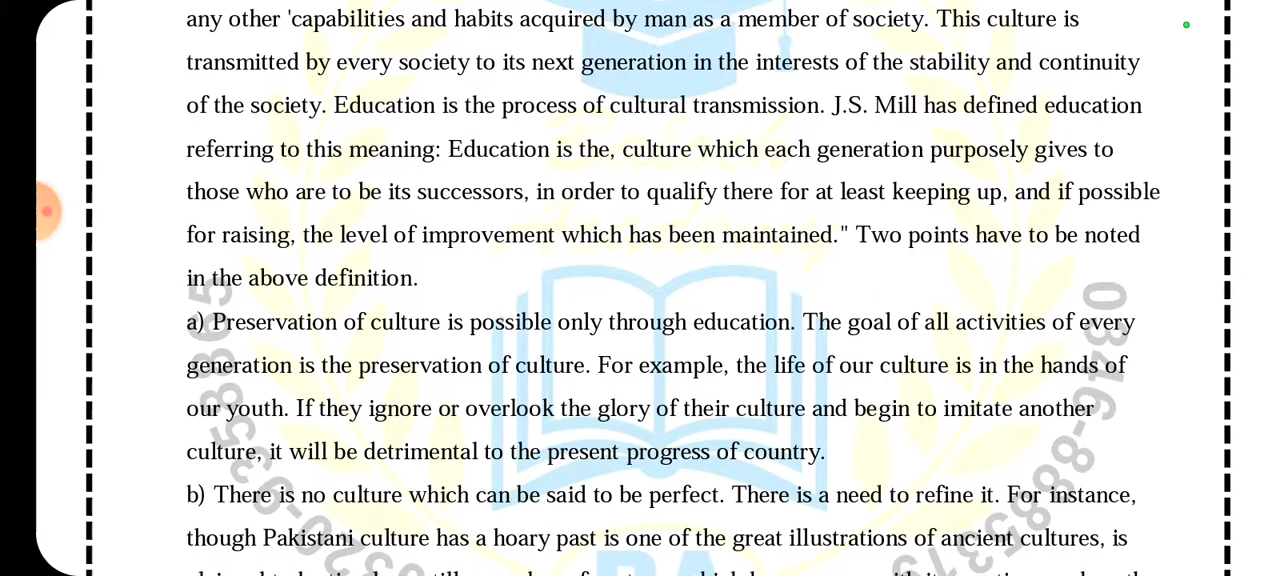 any other 'capabilities and habits acquired by man as a member of society. This culture is
transmitted by every society to its next generation in the interests of the stability and continuity
of the society. Education is the process of cultural transmission. J.S. Mill has defined education
referring to this meaning: Education is the, culture which each generation purposely gives to
those who are to be its successors, in order to qualify there for at least keeping up, and if possible
for raising, the level of improvement which has been maintained." Two points have to be noted
in the above definition.
a) Preservation of culture is possible only through education. The goal of all activities of every
generation is the preservation of culture. For example, the life of our culture is in the hands of
our youth. If they ignore or overlook the glory of their culture and begin to imitate another
culture, it will be detrimental to the present progress of country.
b) There is no culture which can be said to be perfect. There is a need to refine it. For instance,
though Pakistani culture has a hoary past is one of the great illustrations of ancient cultures, is